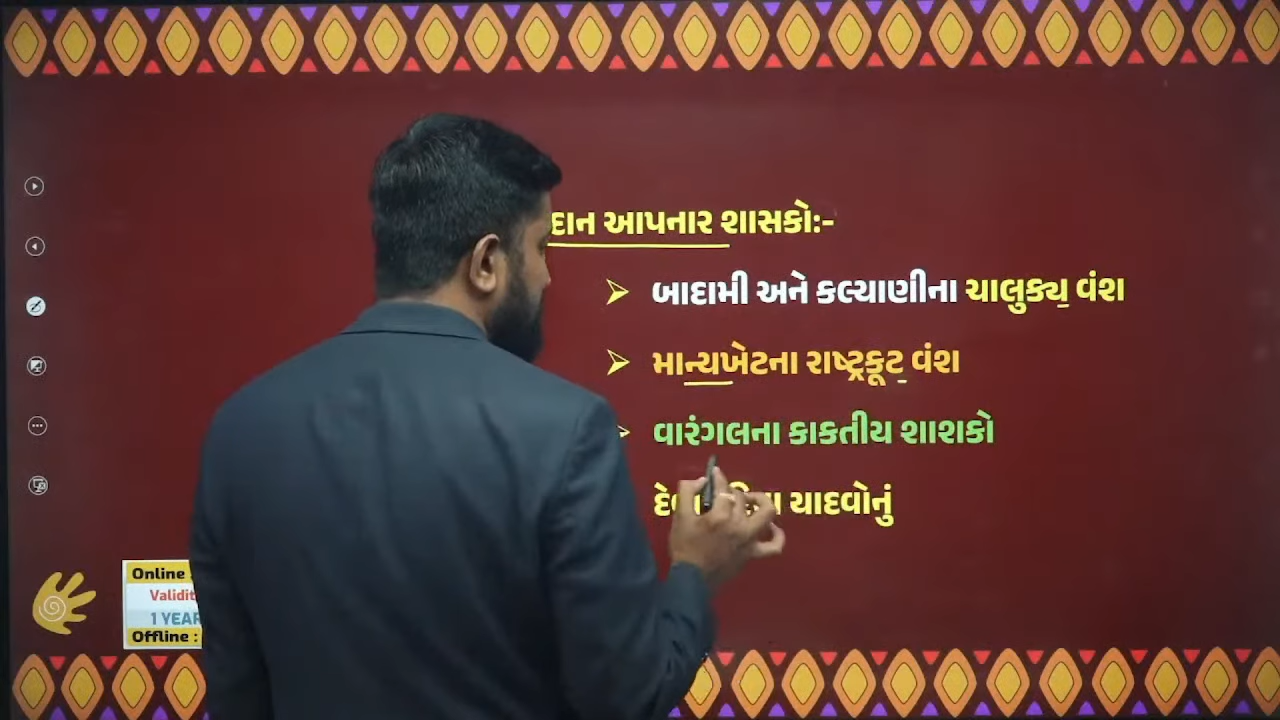 દાન આપનાર શાસકો:-
બાદામી અને કલ્યાણીના ચાલુક્ય વંશ
માન્યખેટના રાષ્ટ્રકૂટ વંશ
વારંગલના કાકતીય શાશકો
યાદવોનું
Online
1 YEAR
Offline :